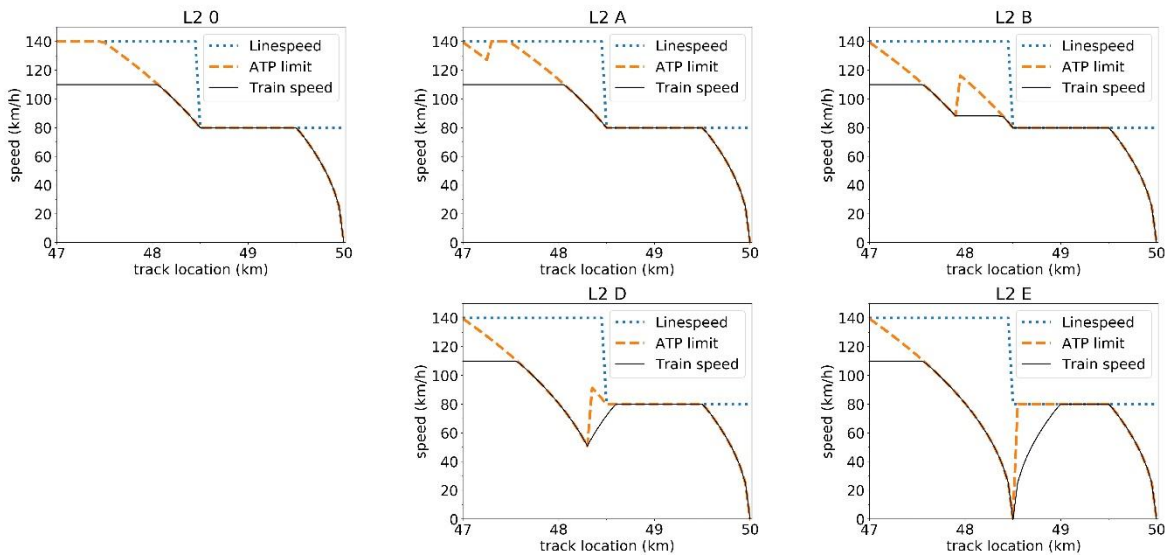 L2 0
speed (km/h)
140
120
100
80
60
40
20
0
47
48
49
50
track location (km)
Linespeed
ATP limit
Train speed
L2 A
speed (km/h)
140
120
100
80
60
40
20
0
47
48
49
50
track location (km)
Linespeed
ATP limit
Train speed
L2 B
speed (km/h)
140
120
100
80
60
40
20
0
47
48
49
50
track location (km)
Linespeed
ATP limit
Train speed
L2 D
speed (km/h)
140
120
100
80
60
40
20
0
47
48
49
50
track location (km)
Linespeed
ATP limit
Train speed
L2 E
speed (km/h)
140
120
100
80
60
40
20
0
47
48
49
50
track location (km)
Linespeed
ATP limit
Train speed